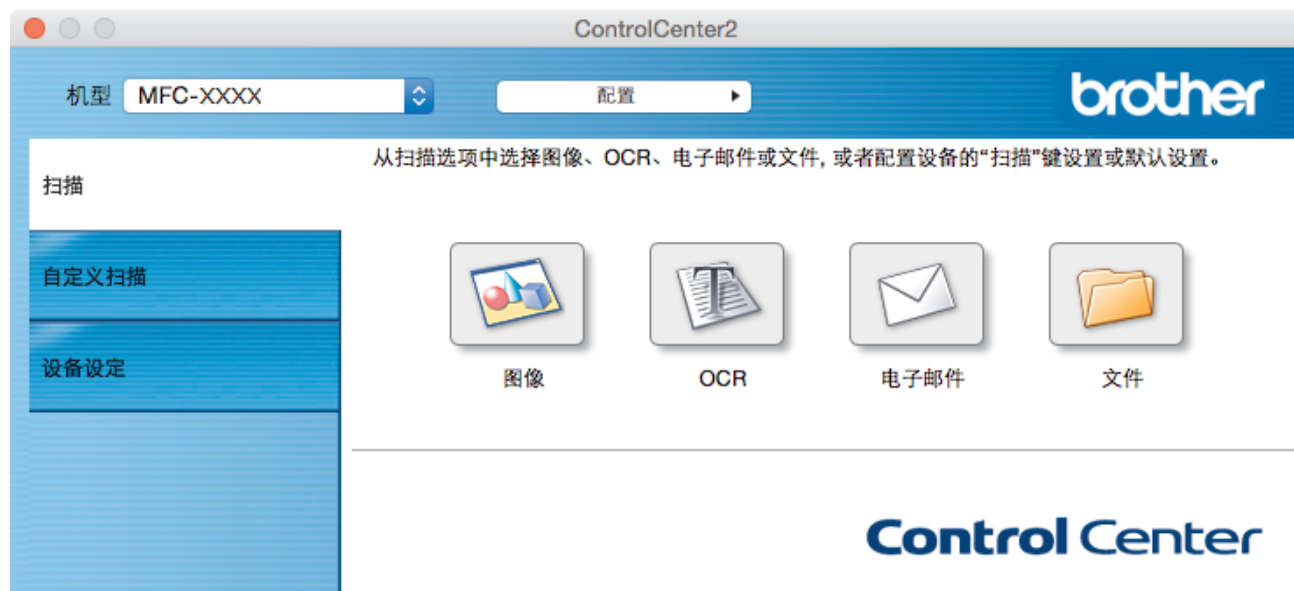 ControlCenter2
机型 MFC-XXXX 配置 brother
从扫描选项中选择图像、OCR、电子邮件或文件, 或者配置设备的“扫描”键设置或默认设置。
扫描
自定义扫描
设备设定
T
图像 OCR 电子邮件 文件
Control Center